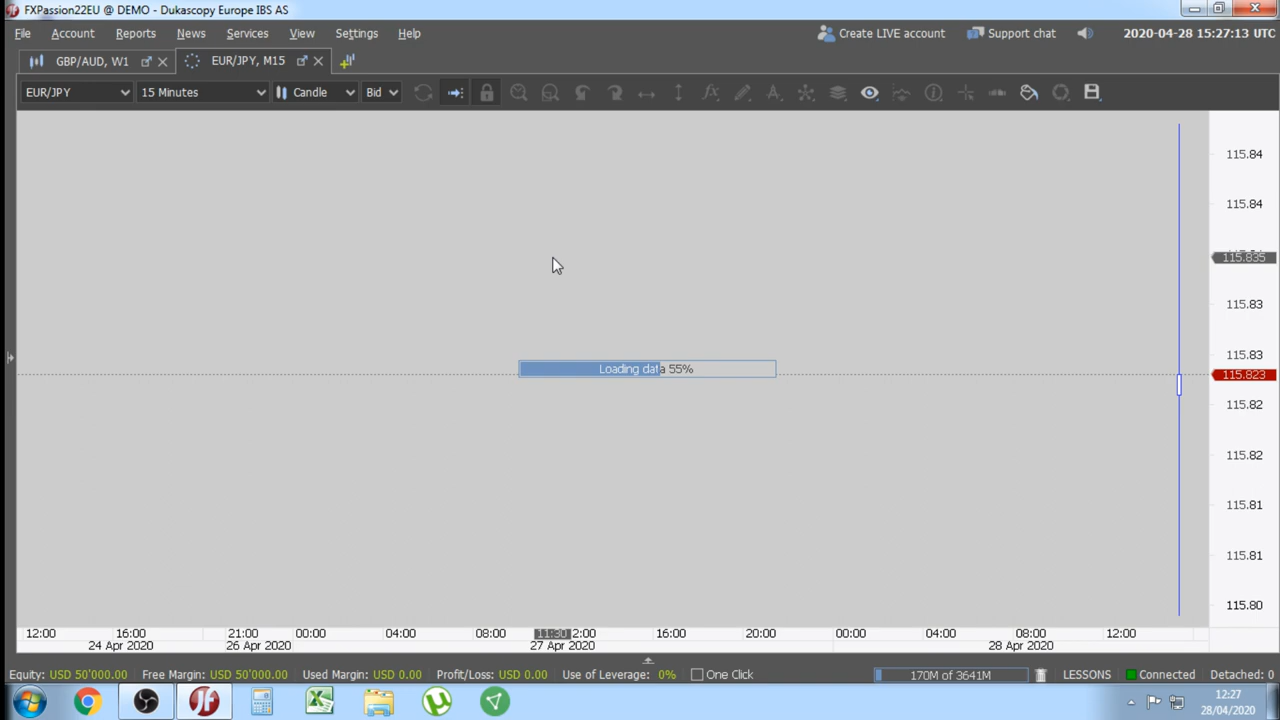 FXPassion22EU @ DEMO - Dukascopy Europe IBS AS
File Account Reports News Services View Settings Help Create LIVE account Support chat 2020-04-28 15:27:13 UTC
GBP/AUD, W1 EUR/JPY, M15
EUR/JPY 15 Minutes Candle Bid
115.84
115.84
115.835
115.83
115.83
Loading data 55%
115.823
115.82
115.82
115.81
115.81
115.80
12:00 16:00 21:00 00:00 04:00 08:00 11:30 2:00 16:00 20:00 00:00 04:00 08:00 12:00
24 Apr 2020 26 Apr 2020 27 Apr 2020 28 Apr 2020
Equity: USD 50'000.00 Free Margin: USD 50'000.00 Used Margin: USD 0.00 Profit/Loss: USD 0.00 Use of Leverage: 0% One Click 170M of 3641M LESSONS Connected Detached: 0
12:27
28/04/2020